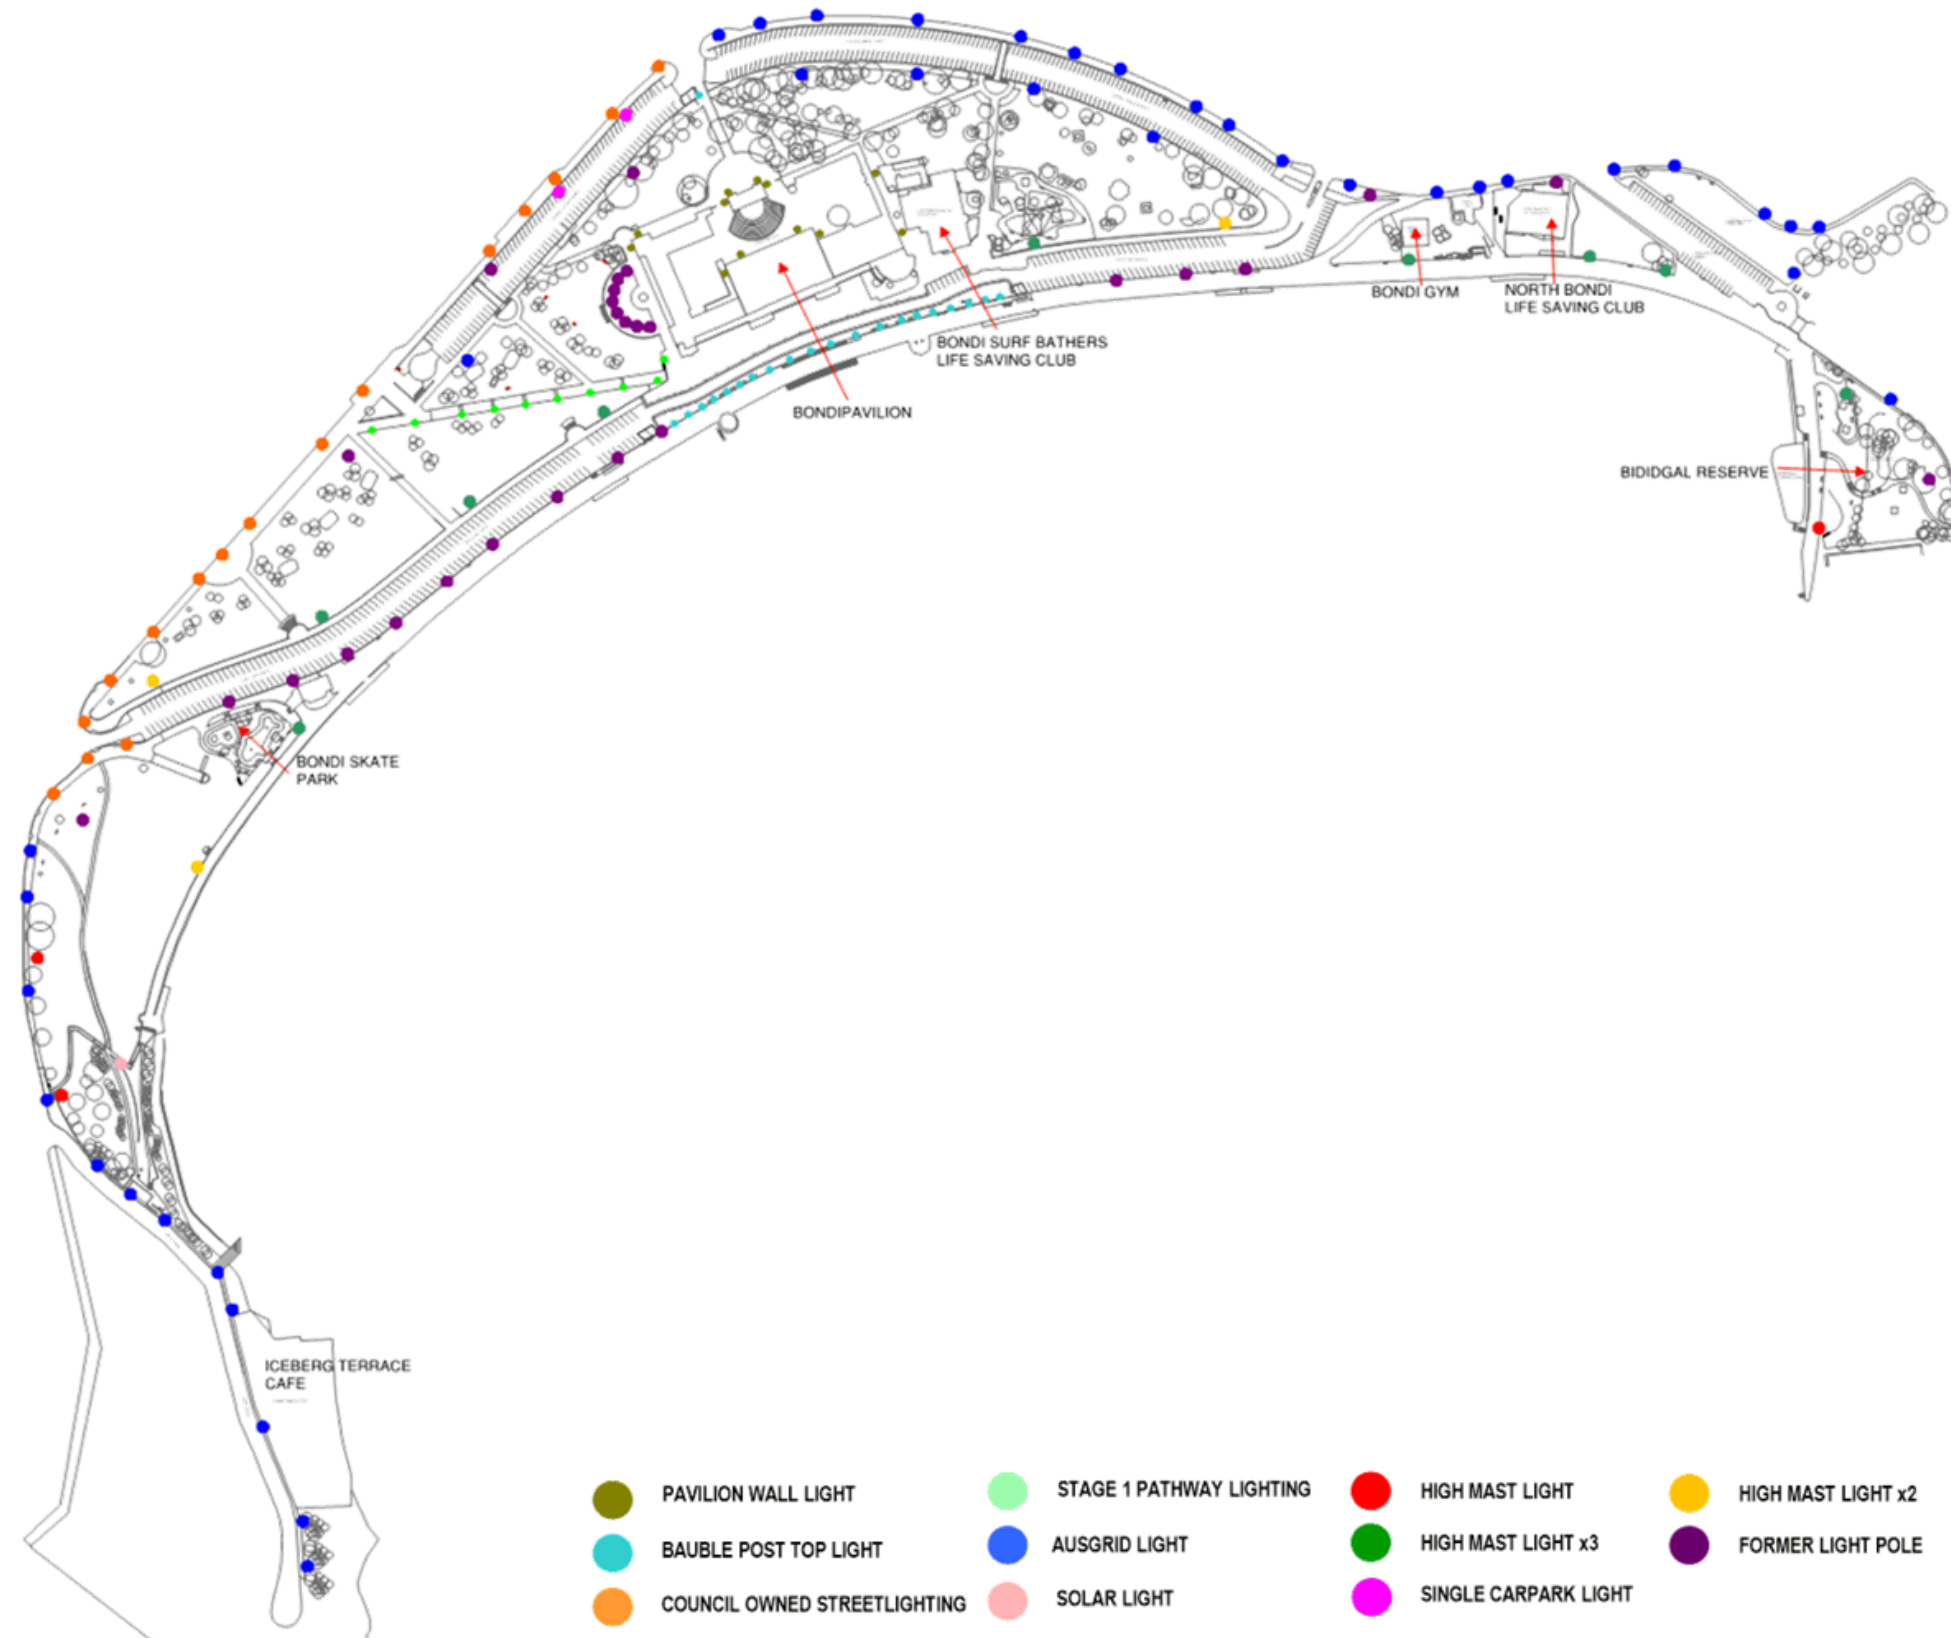 BONDI GYM
NORTH BONDI
LIFE SAVING CLUB
BONDI SURF BATHERS
LIFE SAVING CLUB
BONDIPAVILION
BIDIDGAL RESERVE
BONDI SKATE
PARK
ICEBERG TERRACE
CAFE
PAVILION WALL LIGHT
BAUBLE POST TOP LIGHT
COUNCIL OWNED STREETLIGHTING
STAGE 1 PATHWAY LIGHTING
AUSGRID LIGHT
SOLAR LIGHT
HIGH MAST LIGHT
HIGH MAST LIGHT x3
SINGLE CARPARK LIGHT
HIGH MAST LIGHT x2
FORMER LIGHT POLE